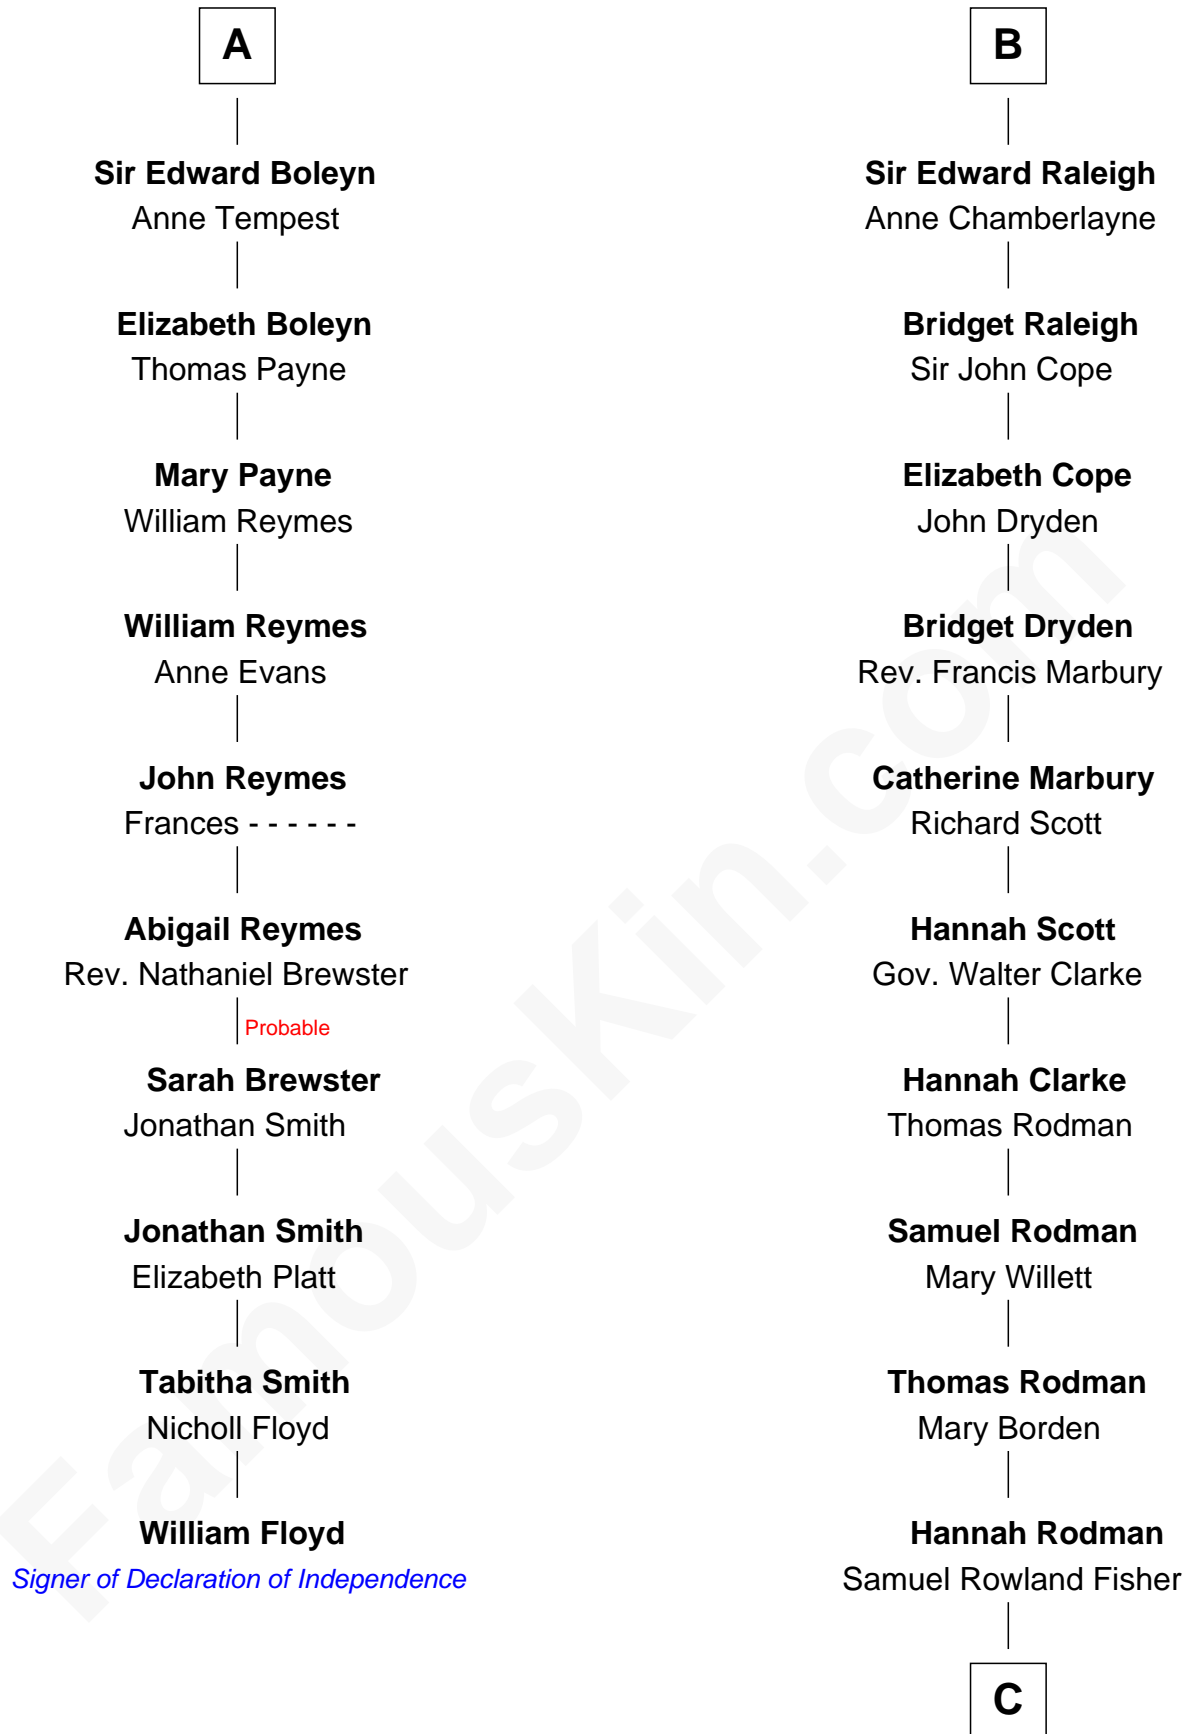 A
Sir Edward Boleyn
Anne Tempest
Elizabeth Boleyn
Thomas Payne
Mary Payne
William Reymes
William Reymes
Anne Evans
John Reymes
Frances - - - - - -
Abigail Reymes
Rev. Nathaniel Brewster
Probable
Sarah Brewster
Jonathan Smith
Jonathan Smith
Elizabeth Platt
Tabitha Smith
Nicholl Floyd
William Floyd
Signer of Declaration of Independence
B
Sir Edward Raleigh
Anne Chamberlayne
Bridget Raleigh
Sir John Cope
Elizabeth Cope
John Dryden
Bridget Dryden
Rev. Francis Marbury
Catherine Marbury
Richard Scott
Hannah Scott
Gov. Walter Clarke
Hannah Clarke
Thomas Rodman
Samuel Rodman
Mary Willett
Thomas Rodman
Mary Borden
Hannah Rodman
Samuel Rowland Fisher
C
FamousKin.com